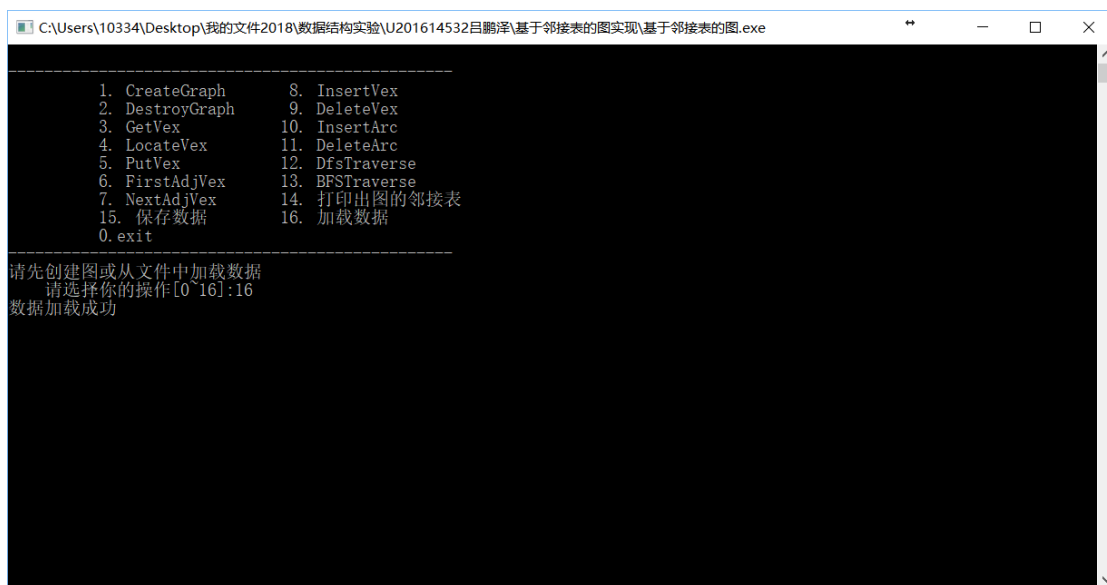 C:\Users\10334\Desktop\我的文件2018\数据结构实验\U201614532吕鹏泽\基于邻接表的图实现\基于邻接表的图.exe
------------------------------------------------
1. CreateGraph 8. InsertVex
2. DestroyGraph 9. DeleteVex
3. GetVex 10. InsertArc
4. LocateVex 11. DeleteArc
5. PutVex 12. DfsTraverse
6. FirstAdjVex 13. BFSTraverse
7. NextAdjVex 14. 打印出图的邻接表
15. 保存数据 16. 加载数据
0.exit
------------------------------------------------
请先创建图或从文件中加载数据
请选择你的操作[0~16]:16
数据加载成功